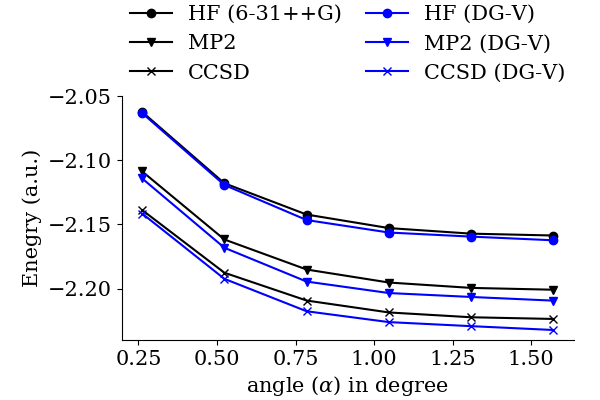 HF (6-31++G) HF (DG-V)
MP2 MP2 (DG-V)
CCSD CCSD (DG-V)
−2.05
−2.10
−2.15
−2.20
Enegry (a.u.)
0.25 0.50 0.75 1.00 1.25 1.50
angle (α) in degree